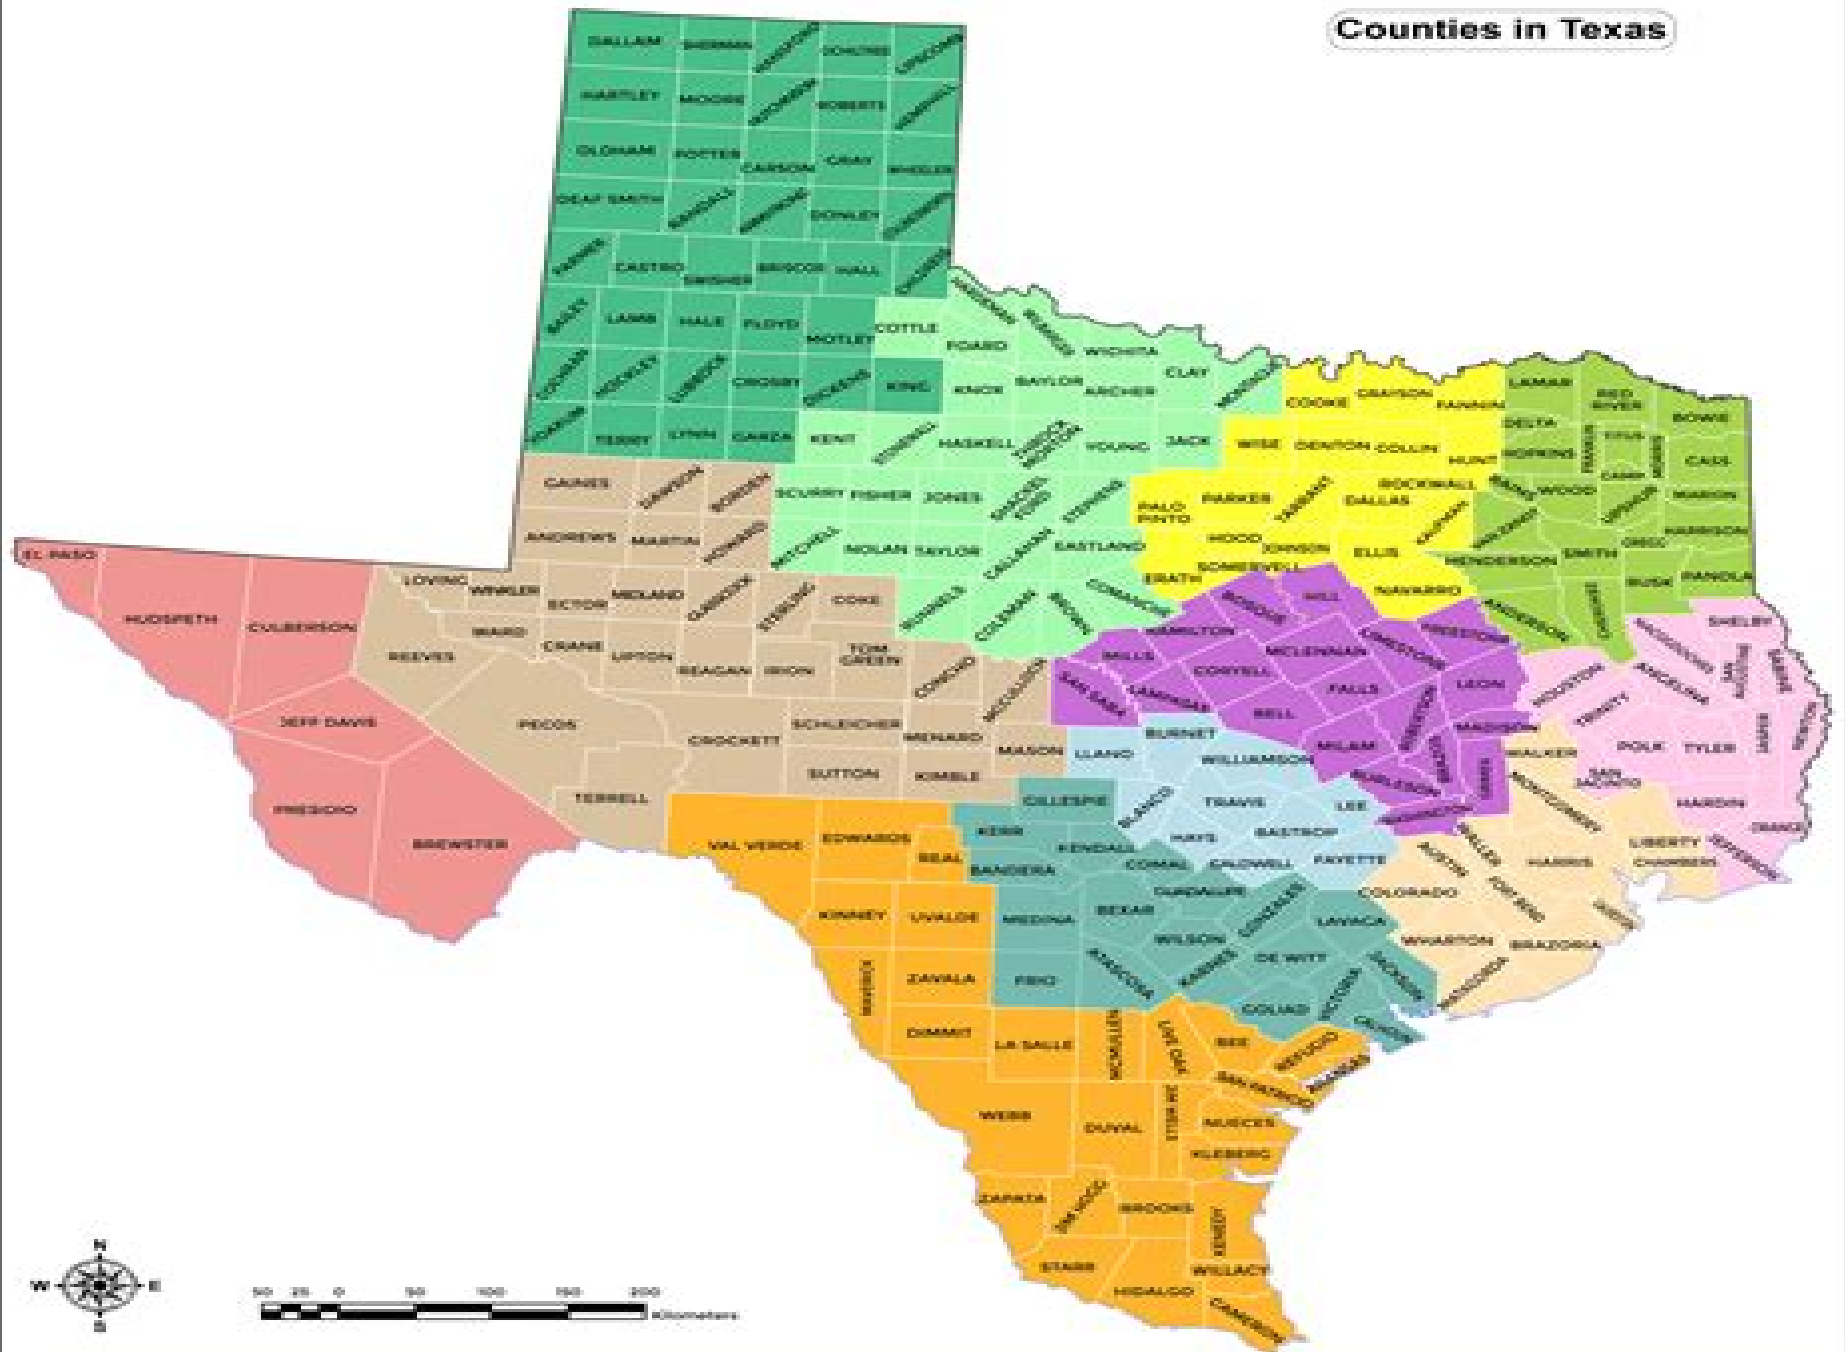 Counties in Texas
DALLAM SHERMAN HANSFORD OCHILTREE LIPSCOMB
HARTLEY MOORE HUTCHINSON ROBERTS HEMPHILL
OLDHAM POTTER CARSON GRAY WHEELER
DEAF SMITH RANDALL ARMSTRONG DONLEY
PARMER CASTRO SWISHER BRISCOE HALL CHILDRESS
BAILEY LAMB HALE FLOYD MOTLEY COTTLE HARDEMAN
FOARD WICHITA
CLAY MONTAGUE
COCHRAN HOCKLEY LUBBOCK CROSBY DICKENS KING KNOX BAYLOR ARCHER
COOKE GRAYSON FANNIN LAMAR RED
RIVER BOWIE
YOAKUM TERRY LYNN GARZA KENT STONEWALL HASKELL THROCK
MORTON YOUNG JACK WISE DENTON COLLIN HUNT
DELTA HOPKINS FRANKLIN TITUS MORRIS CAMP CASS
GAINES DAWSON BORDEN SCURRY FISHER JONES SHACKEL
FORD STEPHENS PALO
PINTO PARKER TARRANT DALLAS ROCKWALL KAUFMAN RAINS WOOD UPSHUR MARION
ANDREWS MARTIN HOWARD MITCHELL NOLAN TAYLOR CALLAHAN EASTLAND
HOOD JOHNSON ELLIS VAN ZANDT SMITH GREGG HARRISON
ERATH SOMERVELL NAVARRO HENDERSON RUSK PANOLA
EL PASO HUDSPETH CULBERSON
LOVING WINKLER ECTOR MIDLAND GLASSCOCK STERLING COKE RUNNELS COLEMAN BROWN COMANCHE
BOSQUE HILL ANDERSON CHEROKEE
REEVES WARD CRANE UPTON REAGAN IRION TOM
GREEN CONCHO MCCULLOCH
HAMILTON MILLS SAN SABA LAMPASAS CORYELL MCLENNAN LIMESTONE FREESTONE
NACOGDOCHES SHELBY SAN
AUGUSTINE SABINE
JEFF DAVIS PECOS CROCKETT SCHLEICHER MENARD MASON
BELL FALLS ROBERTSON LEON MADISON HOUSTON TRINITY ANGELINA
LLANO BURNET WILLIAMSON MILAM BRAZOS BURLESON GRIMES WALKER
POLK TYLER JASPER NEWTON
SUTTON KIMBLE TERRELL
SAN
JACINTO
PRESIDIO BREWSTER
GILLESPIE BLANCO TRAVIS LEE WASHINGTON MONTGOMERY HARDIN ORANGE
VAL VERDE EDWARDS REAL KERR KENDALL HAYS BASTROP
BANDERA COMAL CALDWELL FAYETTE AUSTIN WALLER HARRIS LIBERTY CHAMBERS JEFFERSON
KINNEY UVALDE MEDINA BEXAR GUADALUPE GONZALES LAVACA COLORADO FORT BEND GALVESTON
WILSON DE WITT WHARTON BRAZORIA
MAVERICK ZAVALA FRIO ATASCOSA KARNES JACKSON MATAGORDA
GOLIAD VICTORIA CALHOUN
DIMMIT LA SALLE MCMULLEN LIVE OAK BEE REFUGIO
SAN PATRICIO ARANSAS
WEBB DUVAL JIM WELLS NUECES
KLEBERG
ZAPATA JIM HOGG BROOKS KENEDY
STARR HIDALGO WILLACY
CAMERON
N
W E
S
50 25 0 50 100 150 200
Kilometers